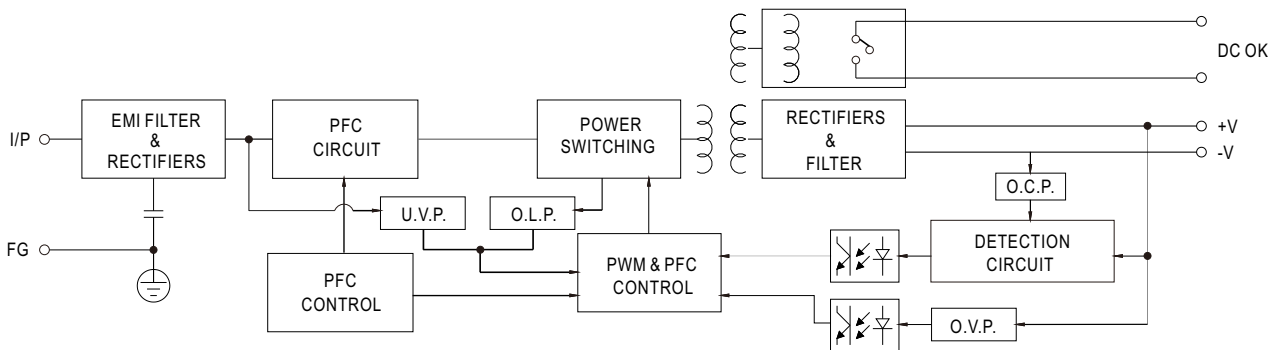 DC OK
I/P
EMI FILTER
&
RECTIFIERS
PFC
CIRCUIT
POWER
SWITCHING
RECTIFIERS
&
FILTER
+V
-V
O.C.P.
U.V.P.
O.L.P.
FG
PFC
CONTROL
PWM & PFC
CONTROL
DETECTION
CIRCUIT
O.V.P.